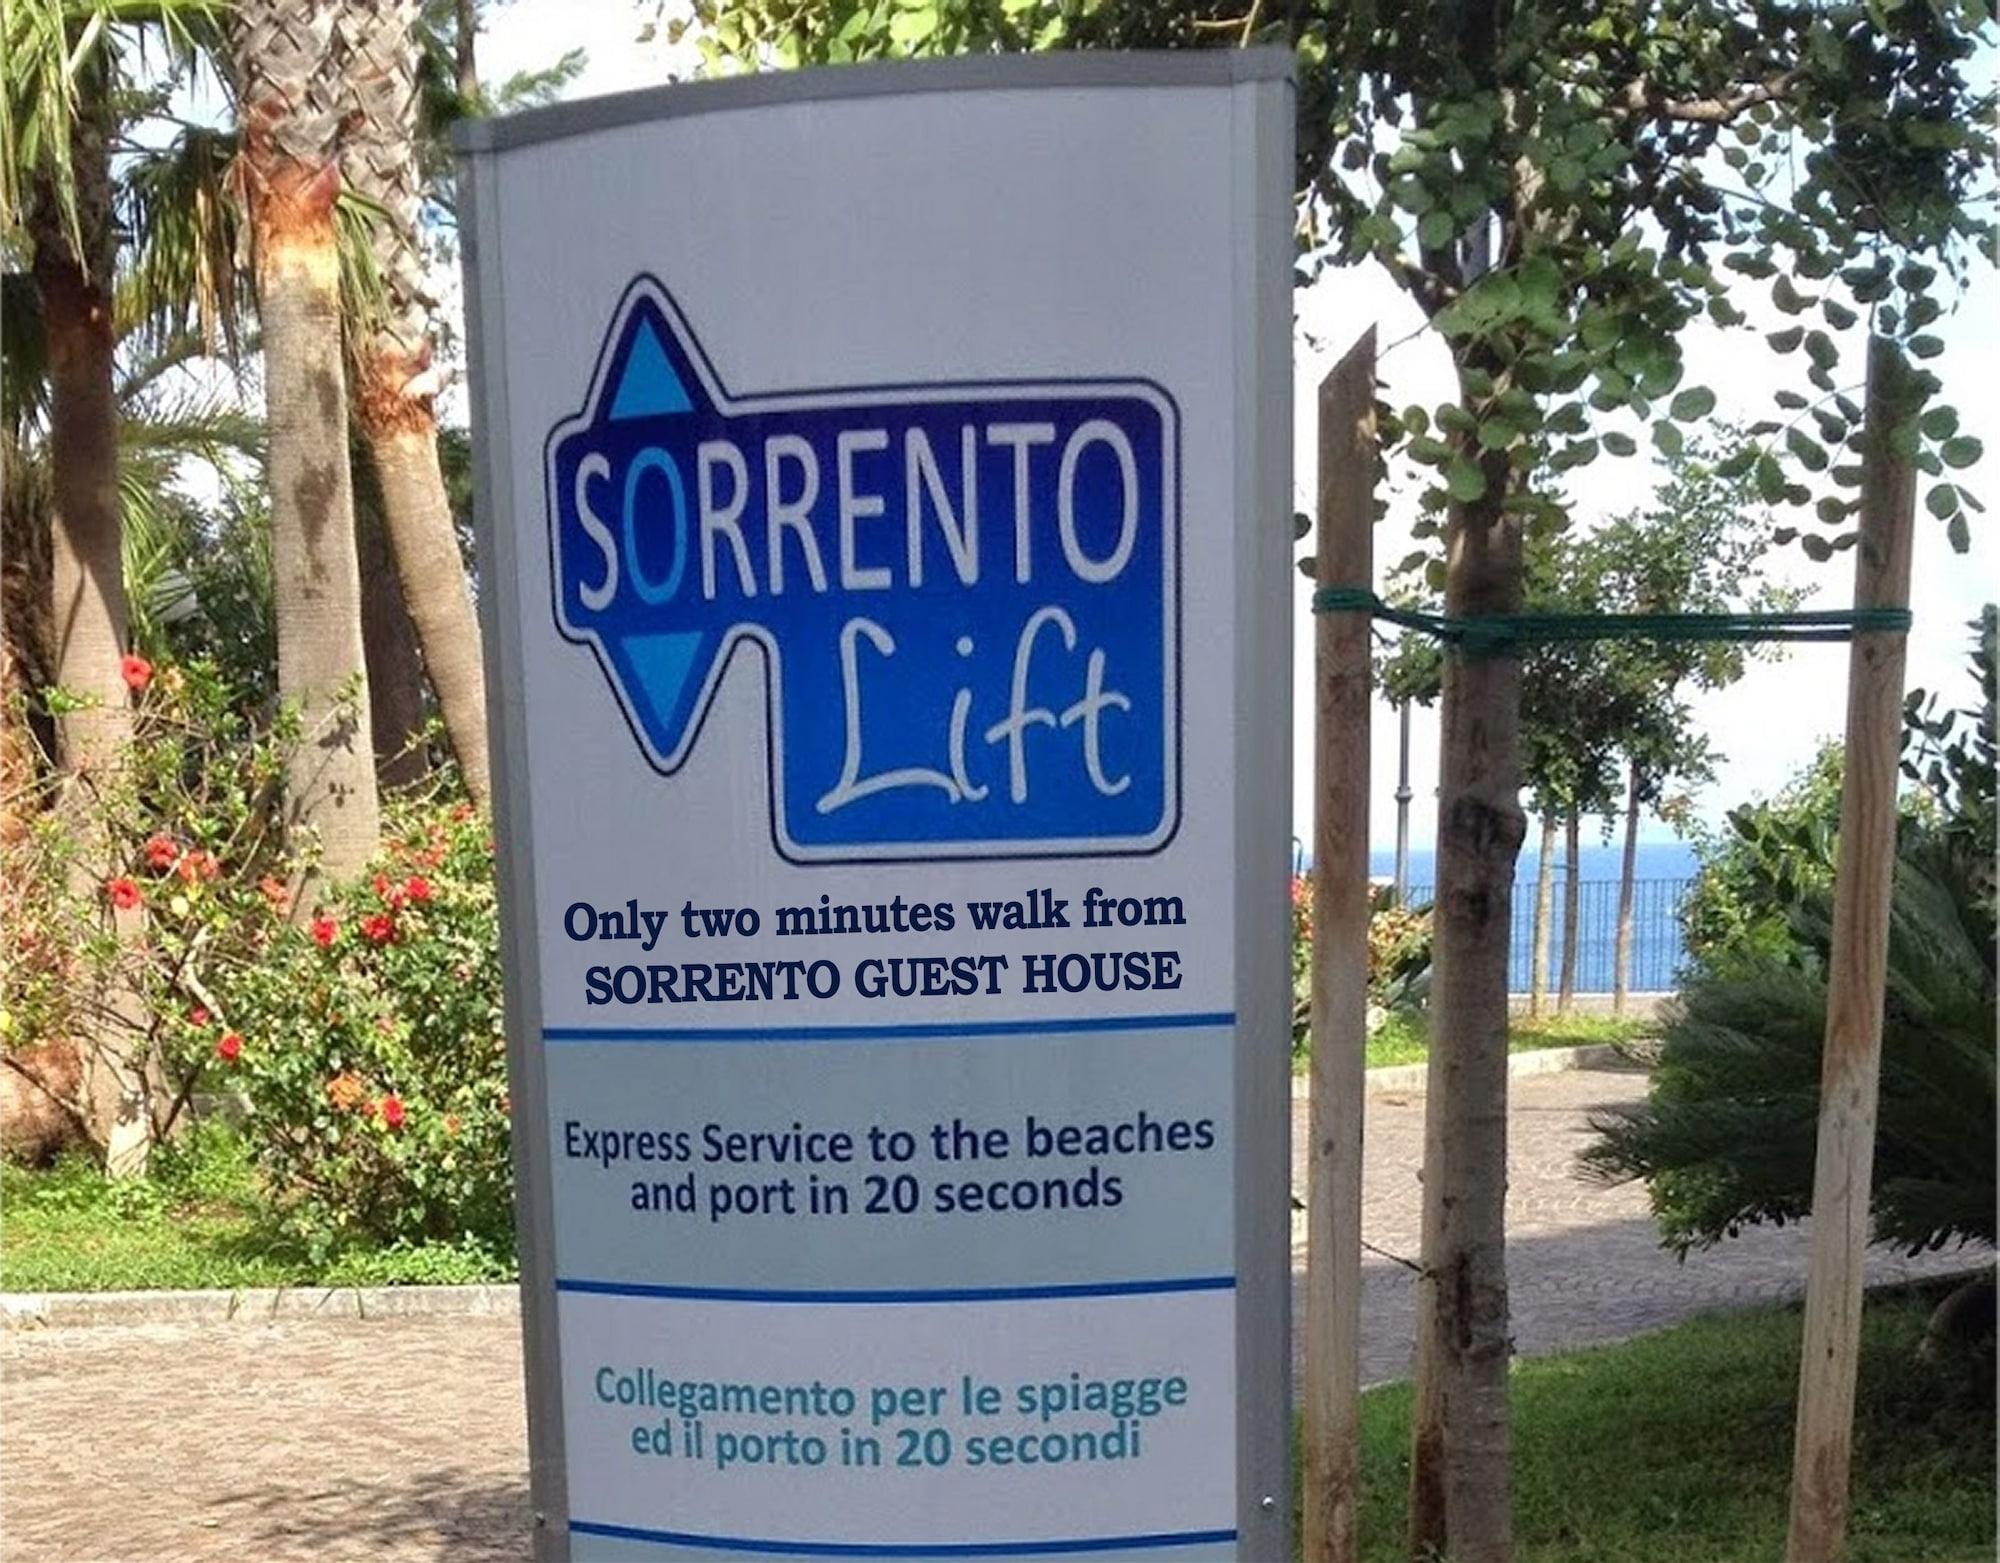 SORRENTO
Lift
Only two minutes walk from
SORRENTO GUEST HOUSE
Express Service to the beaches
and port in 20 seconds
Collegamento per le spiagge
ed il porto in 20 secondi